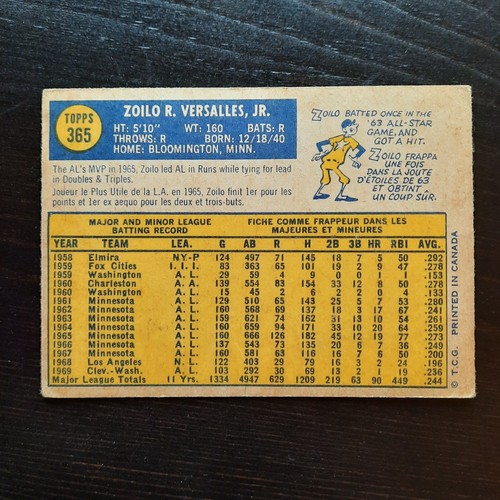 TOPPS
365
ZOILO R. VERSALLES, JR.
HT: 5'10" WT: 160 BATS: R
THROWS: R BORN: 12/18/40
HOME: BLOOMINGTON, MINN.
The AL's MVP in 1965, Zoilo led AL in Runs while tying for lead in Doubles & Triples.
Joueur le Plus Utile de la L.A. en 1965, Zoilo finit 1er pour les points et 1er ex aequo pour les deux et trois-buts.
ZOILO BATTED ONCE IN THE
'63 ALL-STAR
GAME, AND
GOT A HIT.
ZOILO FRAPPA
UNE FOIS
DANS LA JOUTE
D'ÉTOILES DE 63
ET OBTINT
UN COUP SÛR.
MAJOR AND MINOR LEAGUE
BATTING RECORD
FICHE COMME FRAPPEUR DANS LES
MAJEURES ET MINEURES
YEAR TEAM LEA. G AB R H 2B 3B HR RBI AVG.
1958 Elmira NY-P 124 497 71 145 18 7 5 50 .292
1959 Fox Cities I. I. I. 83 363 65 101 19 2 9 47 .278
1959 Washington A. L. 29 59 4 9 0 0 1 1 .153
1960 Charleston A. A. 139 554 83 154 33 12 8 50 .278
1960 Washington A. L. 15 45 2 6 2 2 0 4 .133
1961 Minnesota A. L. 129 510 65 143 25 5 7 53 .280
1962 Minnesota A. L. 160 568 69 137 18 3 17 67 .241
1963 Minnesota A. L. 159 621 74 162 31 13 10 54 .261
1964 Minnesota A. L. 160 659 94 171 33 10 20 64 .259
1965 Minnesota A. L. 160 666 126 182 45 12 19 77 .273
1966 Minnesota A. L. 137 543 73 135 20 6 7 36 .249
1967 Minnesota A. L. 160 581 63 116 16 7 6 50 .200
1968 Los Angeles N. L. 122 403 29 79 16 3 2 24 .196
1969 Clev.-Wash. A. L. 103 292 30 69 13 2 1 19 .236
Major League Totals 11 Yrs. 1334 4947 629 1209 219 63 90 449 .244
© T.C.G. PRINTED IN CANADA